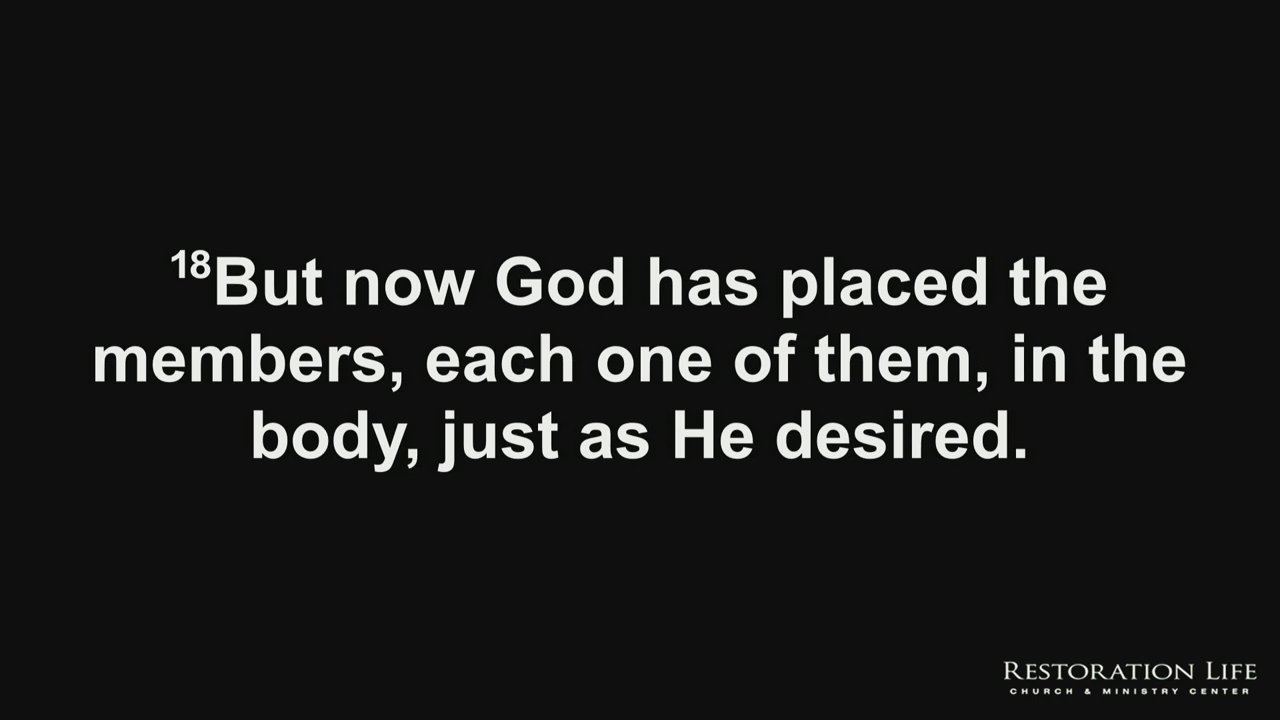 18But now God has placed the
members, each one of them, in the
body, just as He desired.
RESTORATION LIFE
CHURCH & MINISTRY CENTER